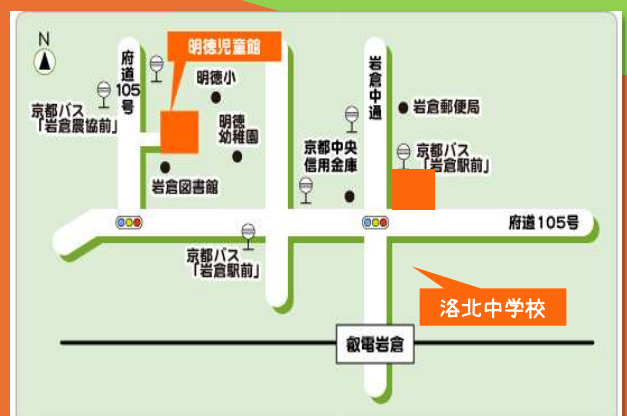 N
府道
105
号
明徳児童館
明徳小
岩倉中通
岩倉郵便局
京都バス
「岩倉農協前」
明徳
幼稚園
京都中央
信用金庫
京都バス
「岩倉駅前」
岩倉図書館
府道105号
京都バス
「岩倉駅前」
洛北中学校
叡電岩倉